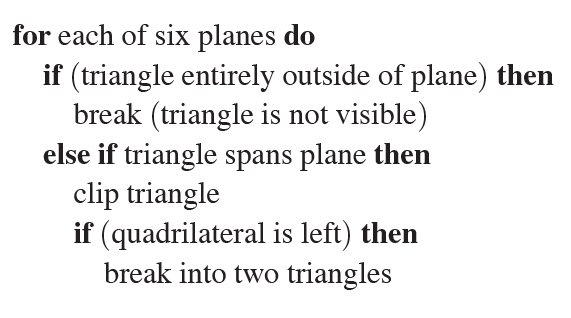 for each of six planes do
if (triangle entirely outside of plane) then
break (triangle is not visible)
else if triangle spans plane then
clip triangle
if (quadrilateral is left) then
break into two triangles